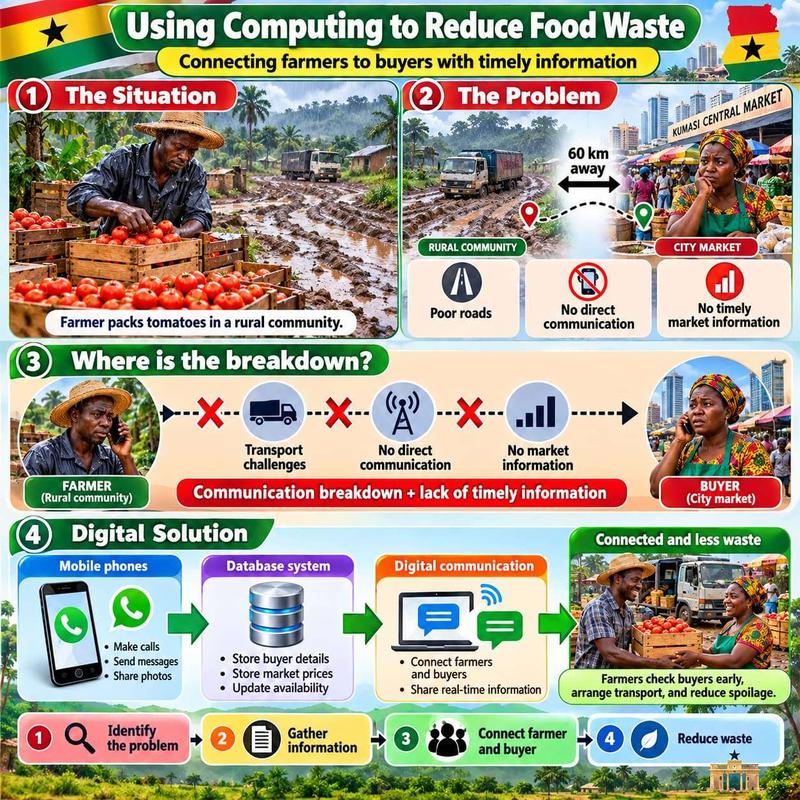 Using Computing to Reduce Food Waste
Connecting farmers to buyers with timely information
1 The Situation
Farmer packs tomatoes in a rural community.
2 The Problem
KUMASI CENTRAL MARKET
60 km
away
RURAL COMMUNITY
CITY MARKET
Poor roads
No direct
communication
No timely
market information
3 Where is the breakdown?
FARMER
(Rural community)
Transport
challenges
No direct
communication
No market
information
BUYER
(City market)
Communication breakdown + lack of timely information
4 Digital Solution
Mobile phones
• Make calls
• Send messages
• Share photos
Database system
• Store buyer details
• Store market prices
• Update availability
Digital communication
• Connect farmers
and buyers
• Share real-time information
Connected and less waste
Farmers check buyers early,
arrange transport, and reduce spoilage.
1 Identify
the problem
2 Gather
information
3 Connect farmer
and buyer
4 Reduce waste